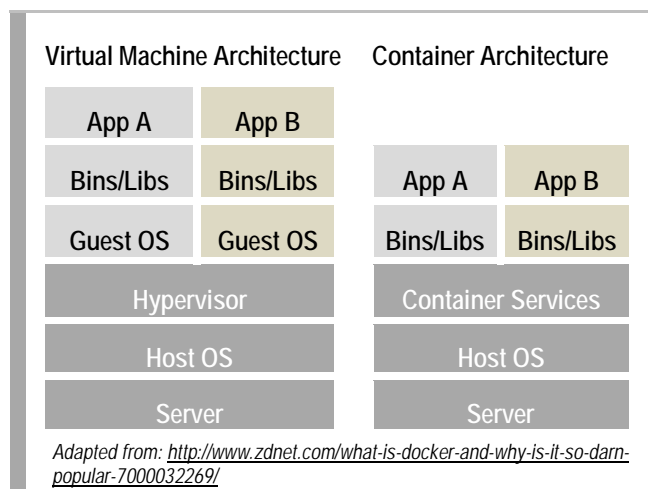 Virtual Machine Architecture Container Architecture
App A App B
Bins/Libs Bins/Libs App A App B
Guest OS Guest OS Bins/Libs Bins/Libs
Hypervisor Container Services
Host OS Host OS
Server Server
Adapted from: http://www.zdnet.com/what-is-docker-and-why-is-it-so-darn-
popular-7000032269/